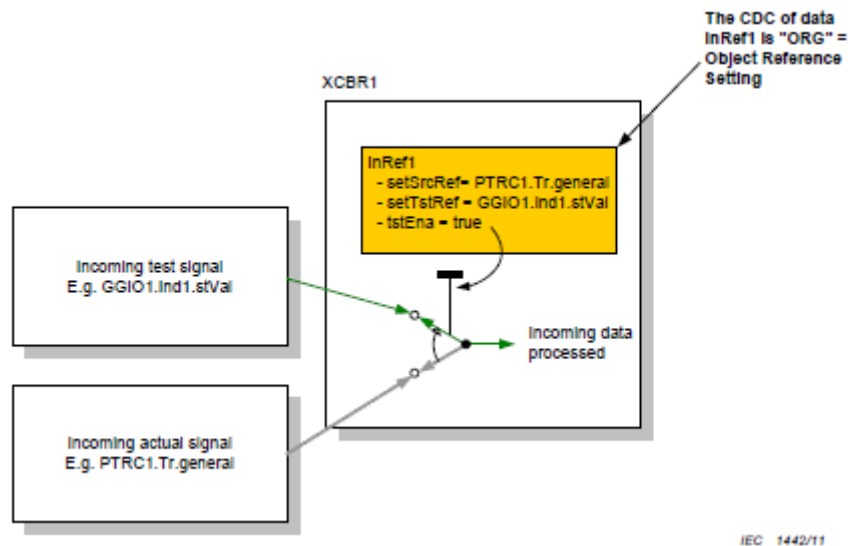 The CDC of data
InRef1 is "ORG" =
Object Reference
Setting
XCBR1
InRef1
- setSrcRef= PTRC1.Tr.general
- setTstRef = GGIO1.Ind1.stVal
- tstEna = true
Incoming test signal
E.g. GGIO1.Ind1.stVal
Incoming data
processed
Incoming actual signal
E.g. PTRC1.Tr.general
IEC 1442/11